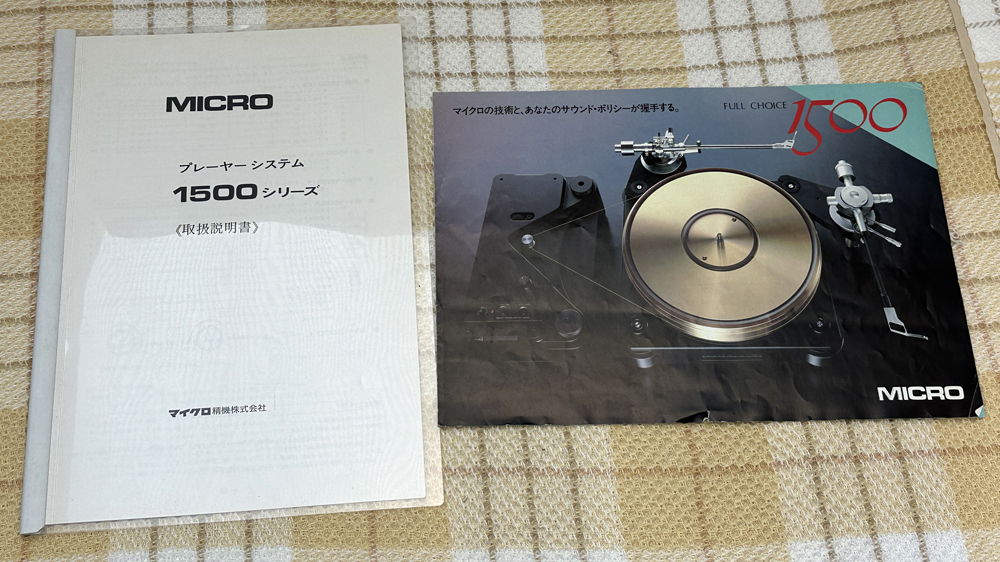 MICRO
プレーヤー システム
1500 シリーズ
《取扱説明書》
マイクロ精機株式会社
マイクロの技術と、あなたのサウンド・ポリシーが握手する。
FULL CHOICE 1500
MICRO